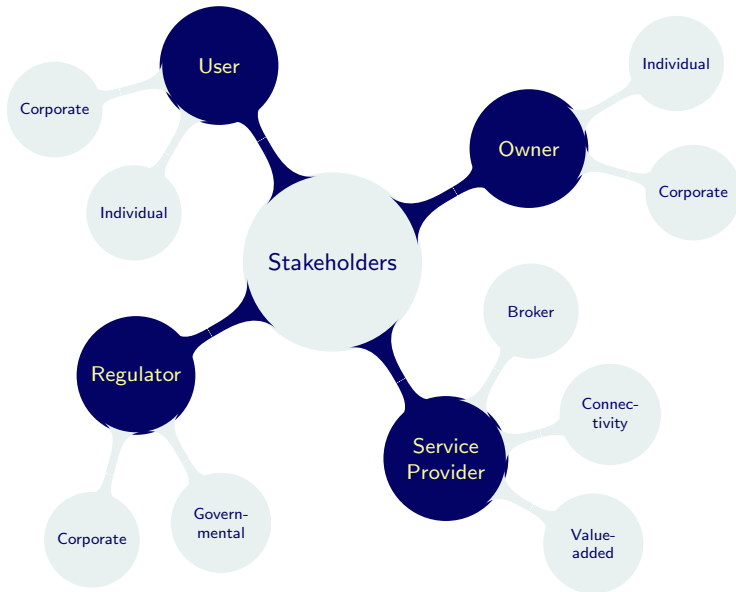 User
Individual
Corporate
Owner
Individual
Corporate
Stakeholders
Broker
Regulator
Connec-
tivity
Service
Provider
Corporate
Govern-
mental
Value-
added